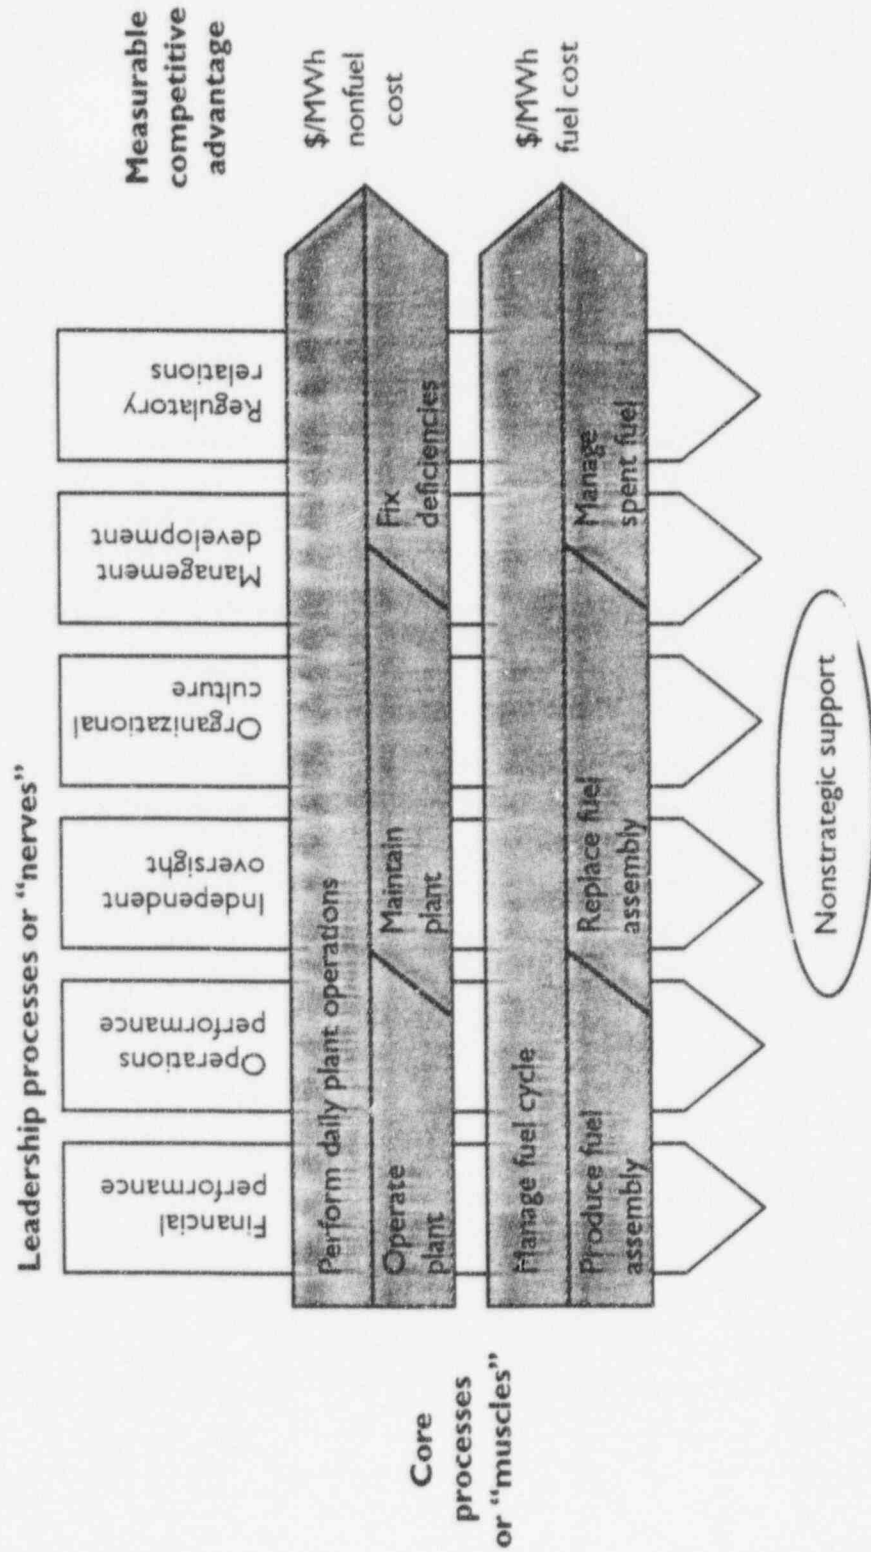 Leadership processes or “nerves”
Measurable
competitive
advantage
Financial
performance
Operations
performance
Independent
oversight
Organizational
culture
Management
development
Regulatory
relations
Core
processes
or “muscles”
Perform daily plant operations
Operate
plant
Maintain
plant
Fix
deficiencies
$/MWh
nonfuel
cost
Manage fuel cycle
Produce fuel
assembly
Replace fuel
assembly
Manage
spent fuel
$/MWh
fuel cost
Nonstrategic support